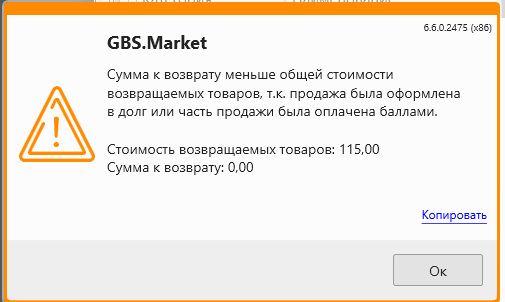 6.6.0.2475 (x86)
GBS.Market
Сумма к возврату меньше общей стоимости
возвращаемых товаров, т.к. продажа была оформлена
в долг или часть продажи была оплачена баллами.
Стоимость возвращаемых товаров: 115,00
Сумма к возврату: 0,00
Копировать
Ок